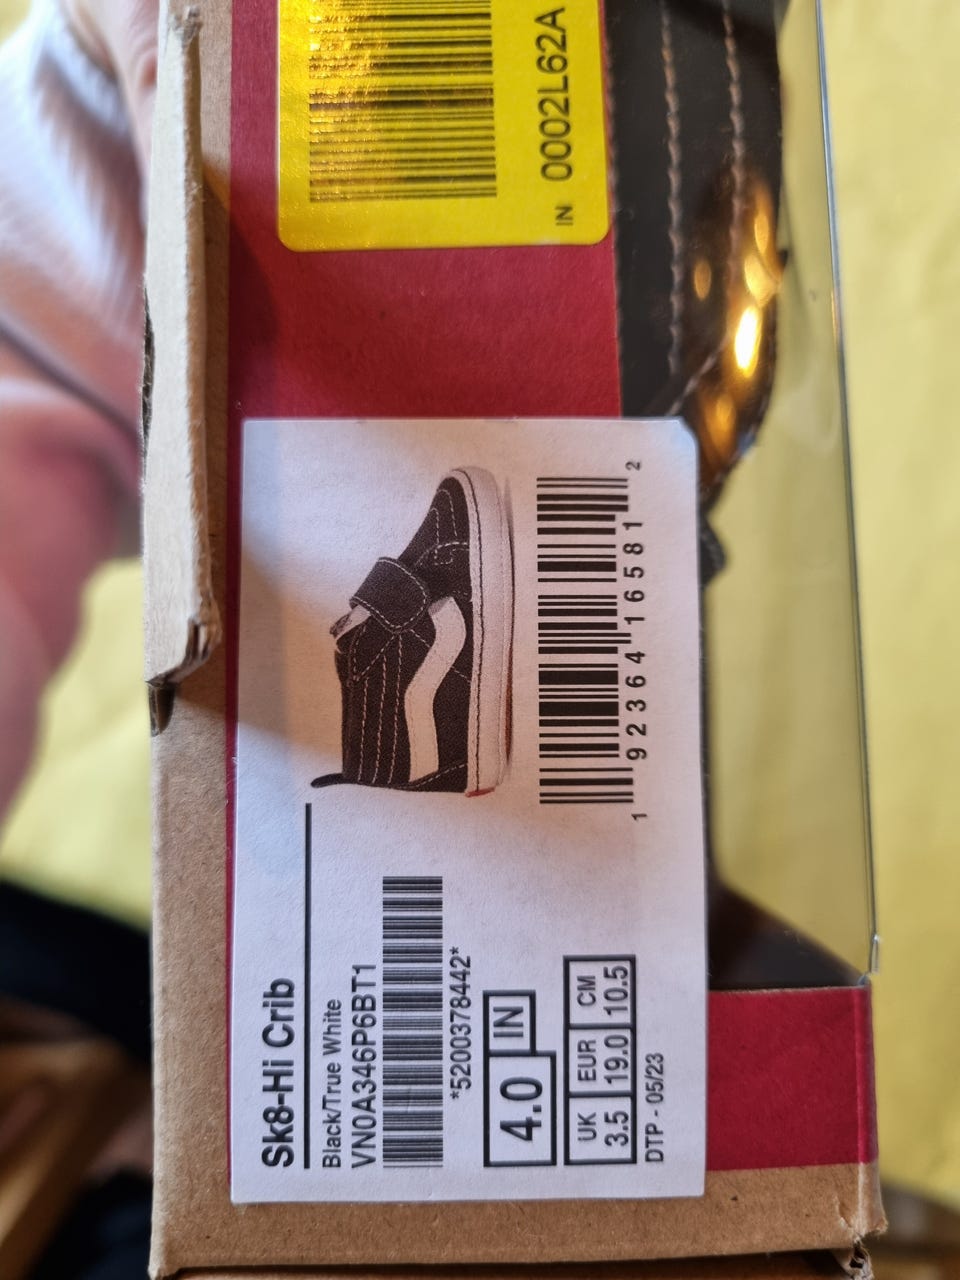 Sk8-Hi Crib
Black/True White
VN0A346P6BT1
*5200378442*
4.0 IN
UK EUR CM
3.5 19.0 10.5
DTP - 05/23
1 92364 16581 2
IN 0002L62A